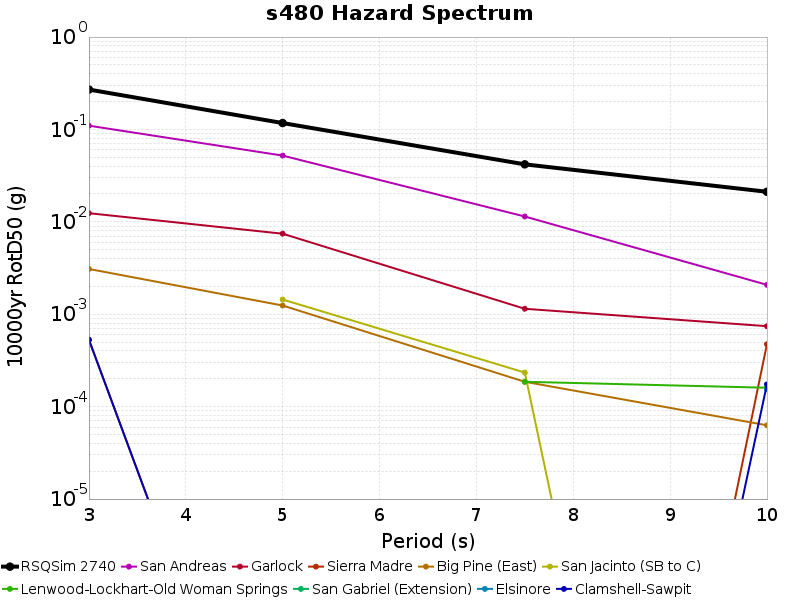 s480 Hazard Spectrum
10000yr RotD50 (g)
10^0
10^-1
10^-2
10^-3
10^-4
10^-5
3 4 5 6 7 8 9 10
Period (s)
RSQSim 2740 San Andreas Garlock Sierra Madre Big Pine (East) San Jacinto (SB to C)
Lenwood-Lockhart-Old Woman Springs San Gabriel (Extension) Elsinore Clamshell-Sawpit